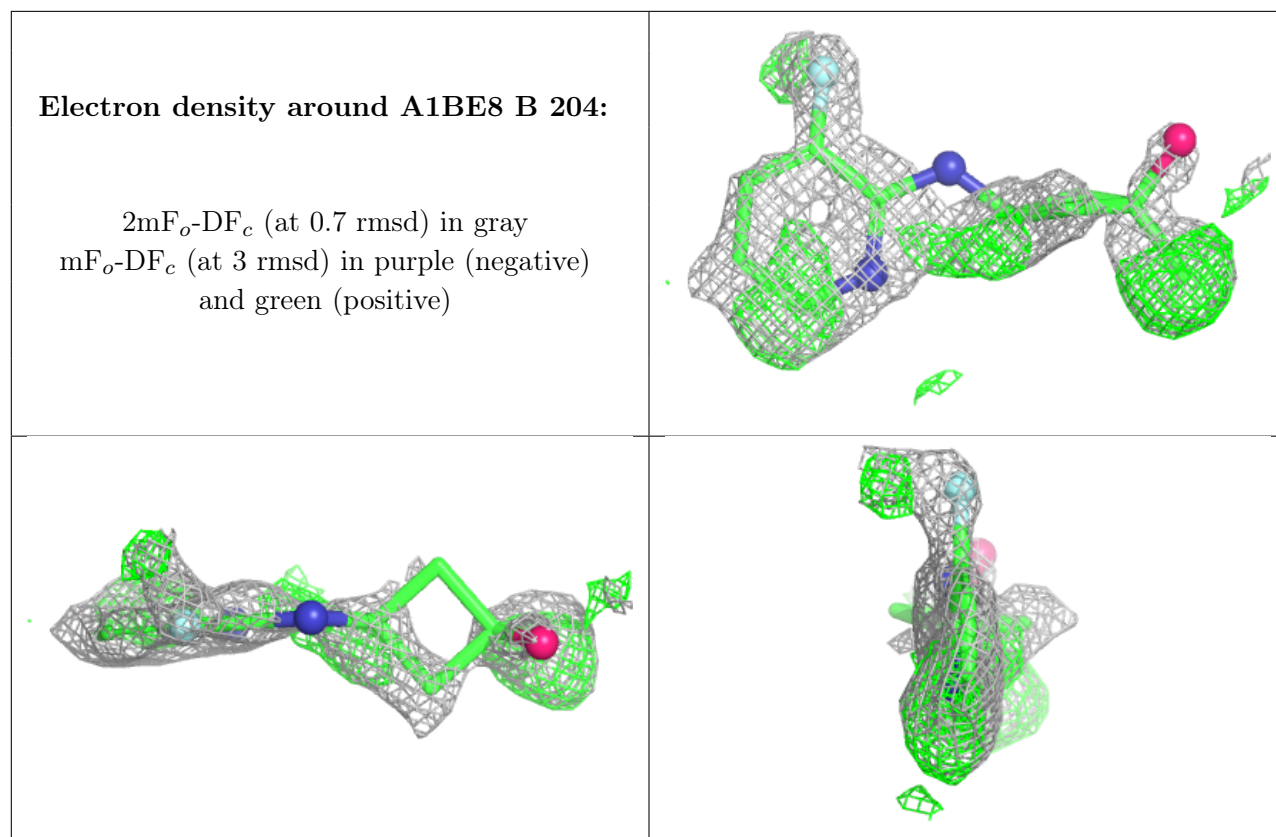 Electron density around A1BE8 B 204:
2mFo-DFc (at 0.7 rmsd) in gray
mFo-DFc (at 3 rmsd) in purple (negative)
and green (positive)